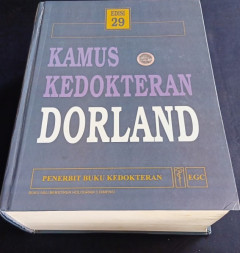 EDISI
29
KAMUS
KEDOKTERAN
DORLAND
PENERBIT BUKU KEDOKTERAN EGC